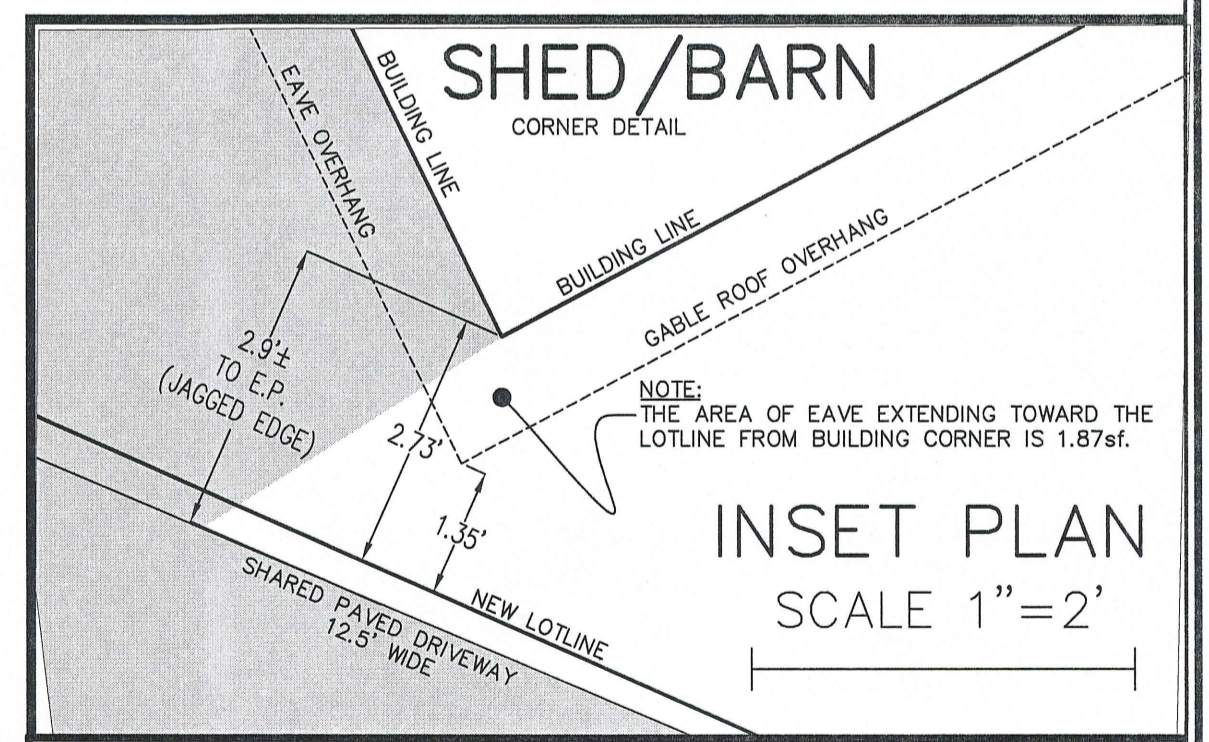 SHED/BARN
CORNER DETAIL
EAVE OVERHANG
BUILDING LINE
BUILDING LINE
GABLE ROOF OVERHANG
2.9'±
TO E.P.
(JAGGED EDGE)
2.73'
1.35'
NOTE:
THE AREA OF EAVE EXTENDING TOWARD THE
LOTLINE FROM BUILDING CORNER IS 1.87sf.
INSET PLAN
SCALE 1"=2'
NEW LOTLINE
SHARED PAVED DRIVEWAY
12.5' WIDE